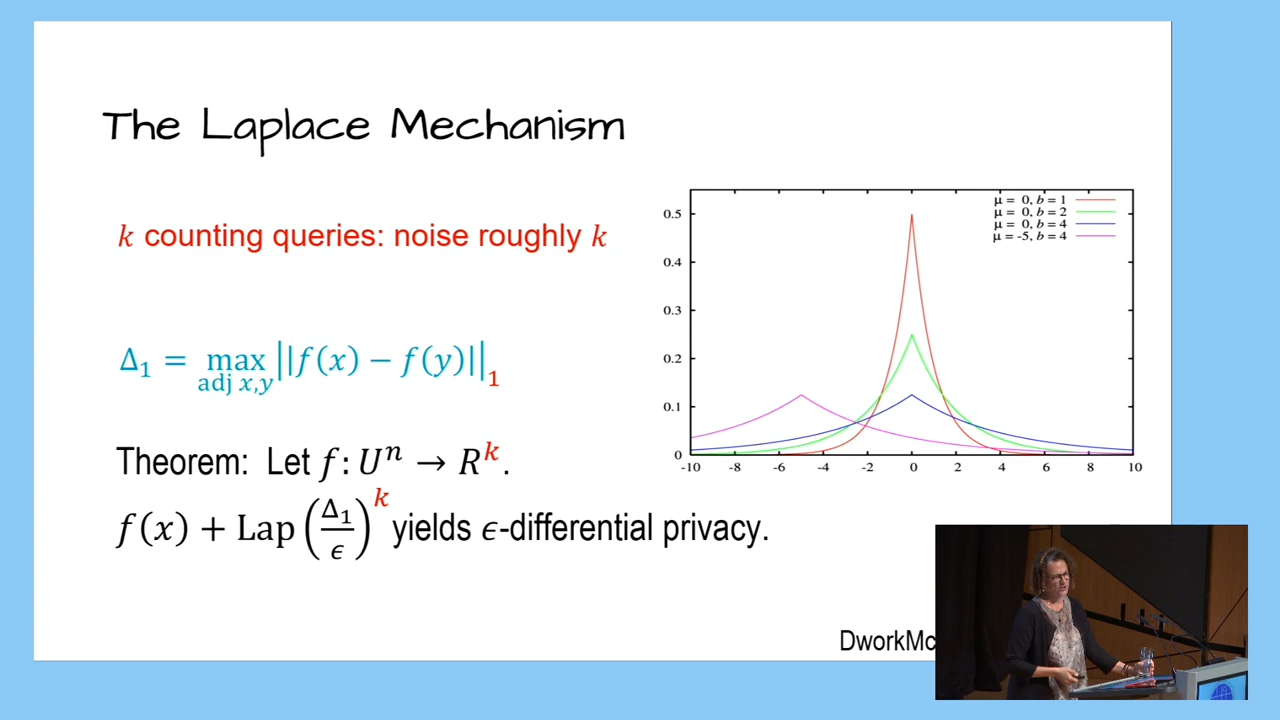 The Laplace Mechanism
k counting queries: noise roughly k
Δ₁ = max ||f(x) − f(y)||₁
adj x,y
Theorem: Let f: Uⁿ → Rᵏ.
f(x) + Lap (Δ₁/ϵ)ᵏ yields ϵ-differential privacy.
μ = 0, b = 1
μ = 0, b = 2
μ = 0, b = 4
μ = -5, b = 4
0.5
0.4
0.3
0.2
0.1
0
-10 -8 -6 -4 -2 0 2 4 6 8 10
DworkMc